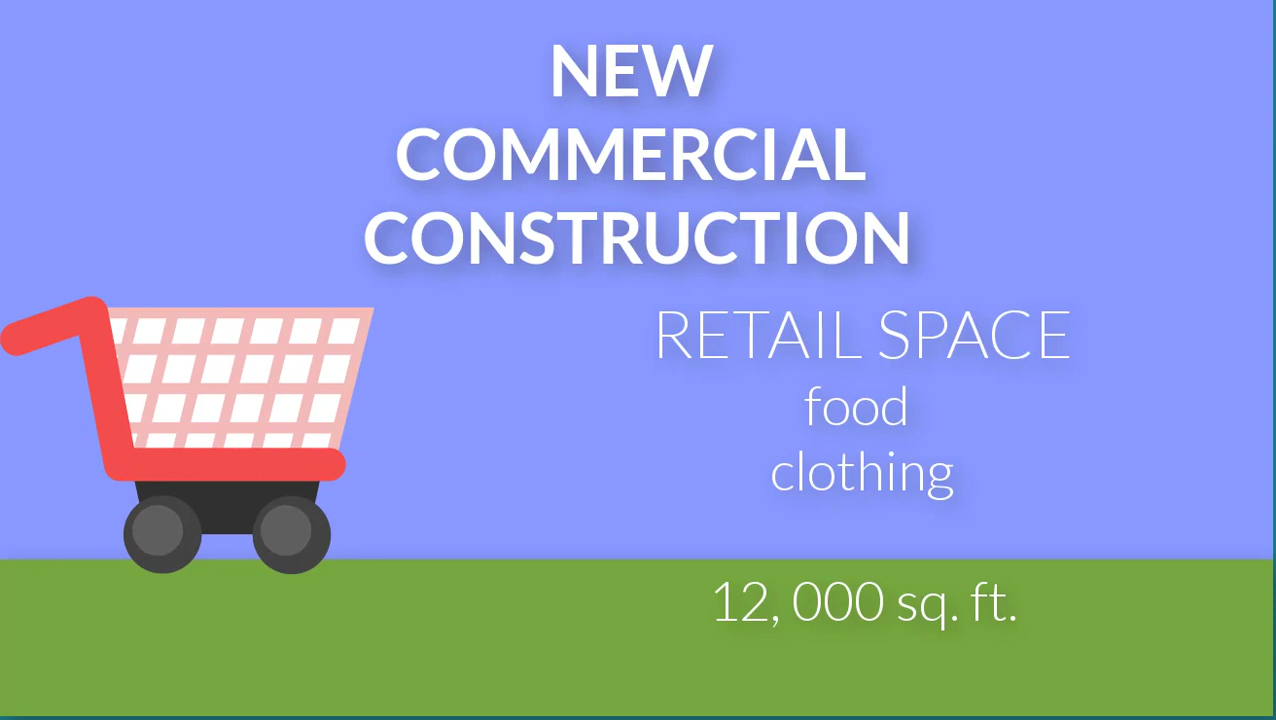 NEW
COMMERCIAL
CONSTRUCTION
RETAIL SPACE
food
clothing
12, 000 sq. ft.